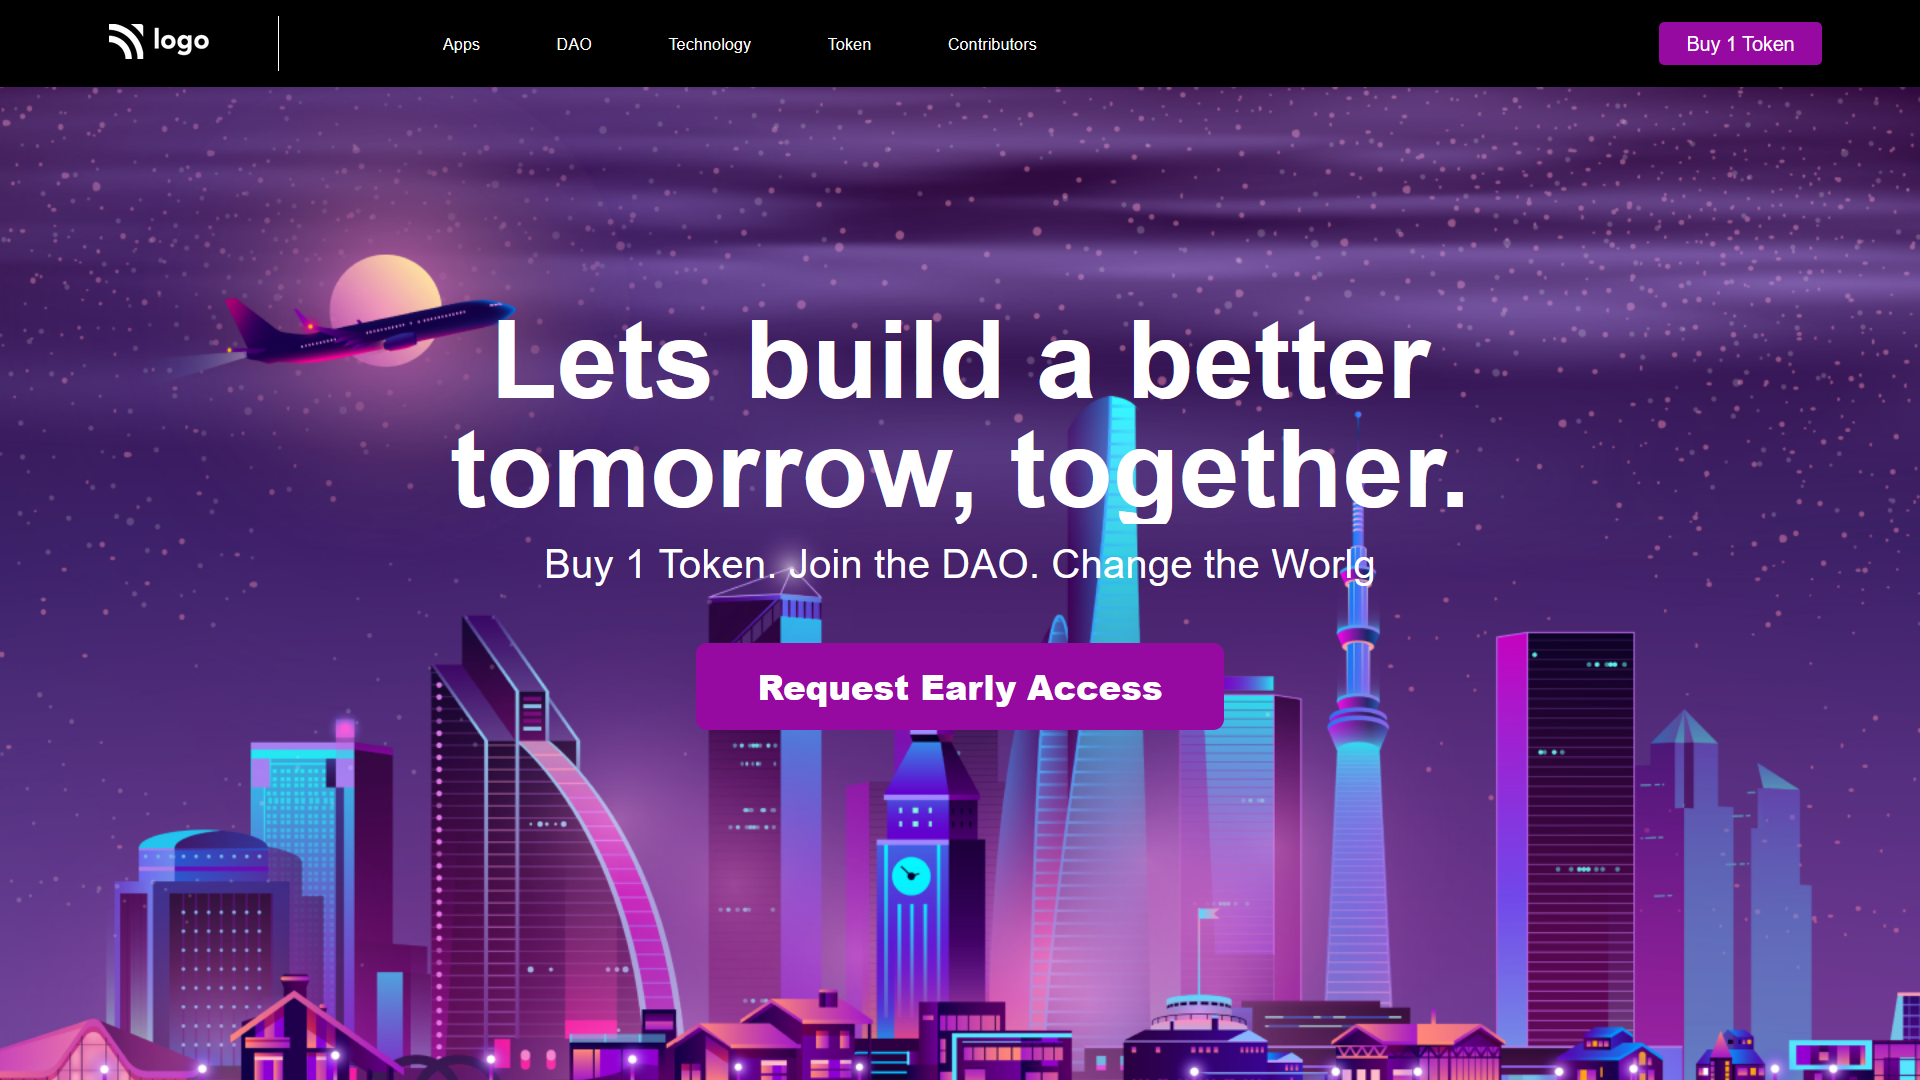 logo
Apps DAO Technology Token Contributors
Buy 1 Token
Lets build a better
tomorrow, together.
Buy 1 Token. Join the DAO. Change the Worlg
Request Early Access